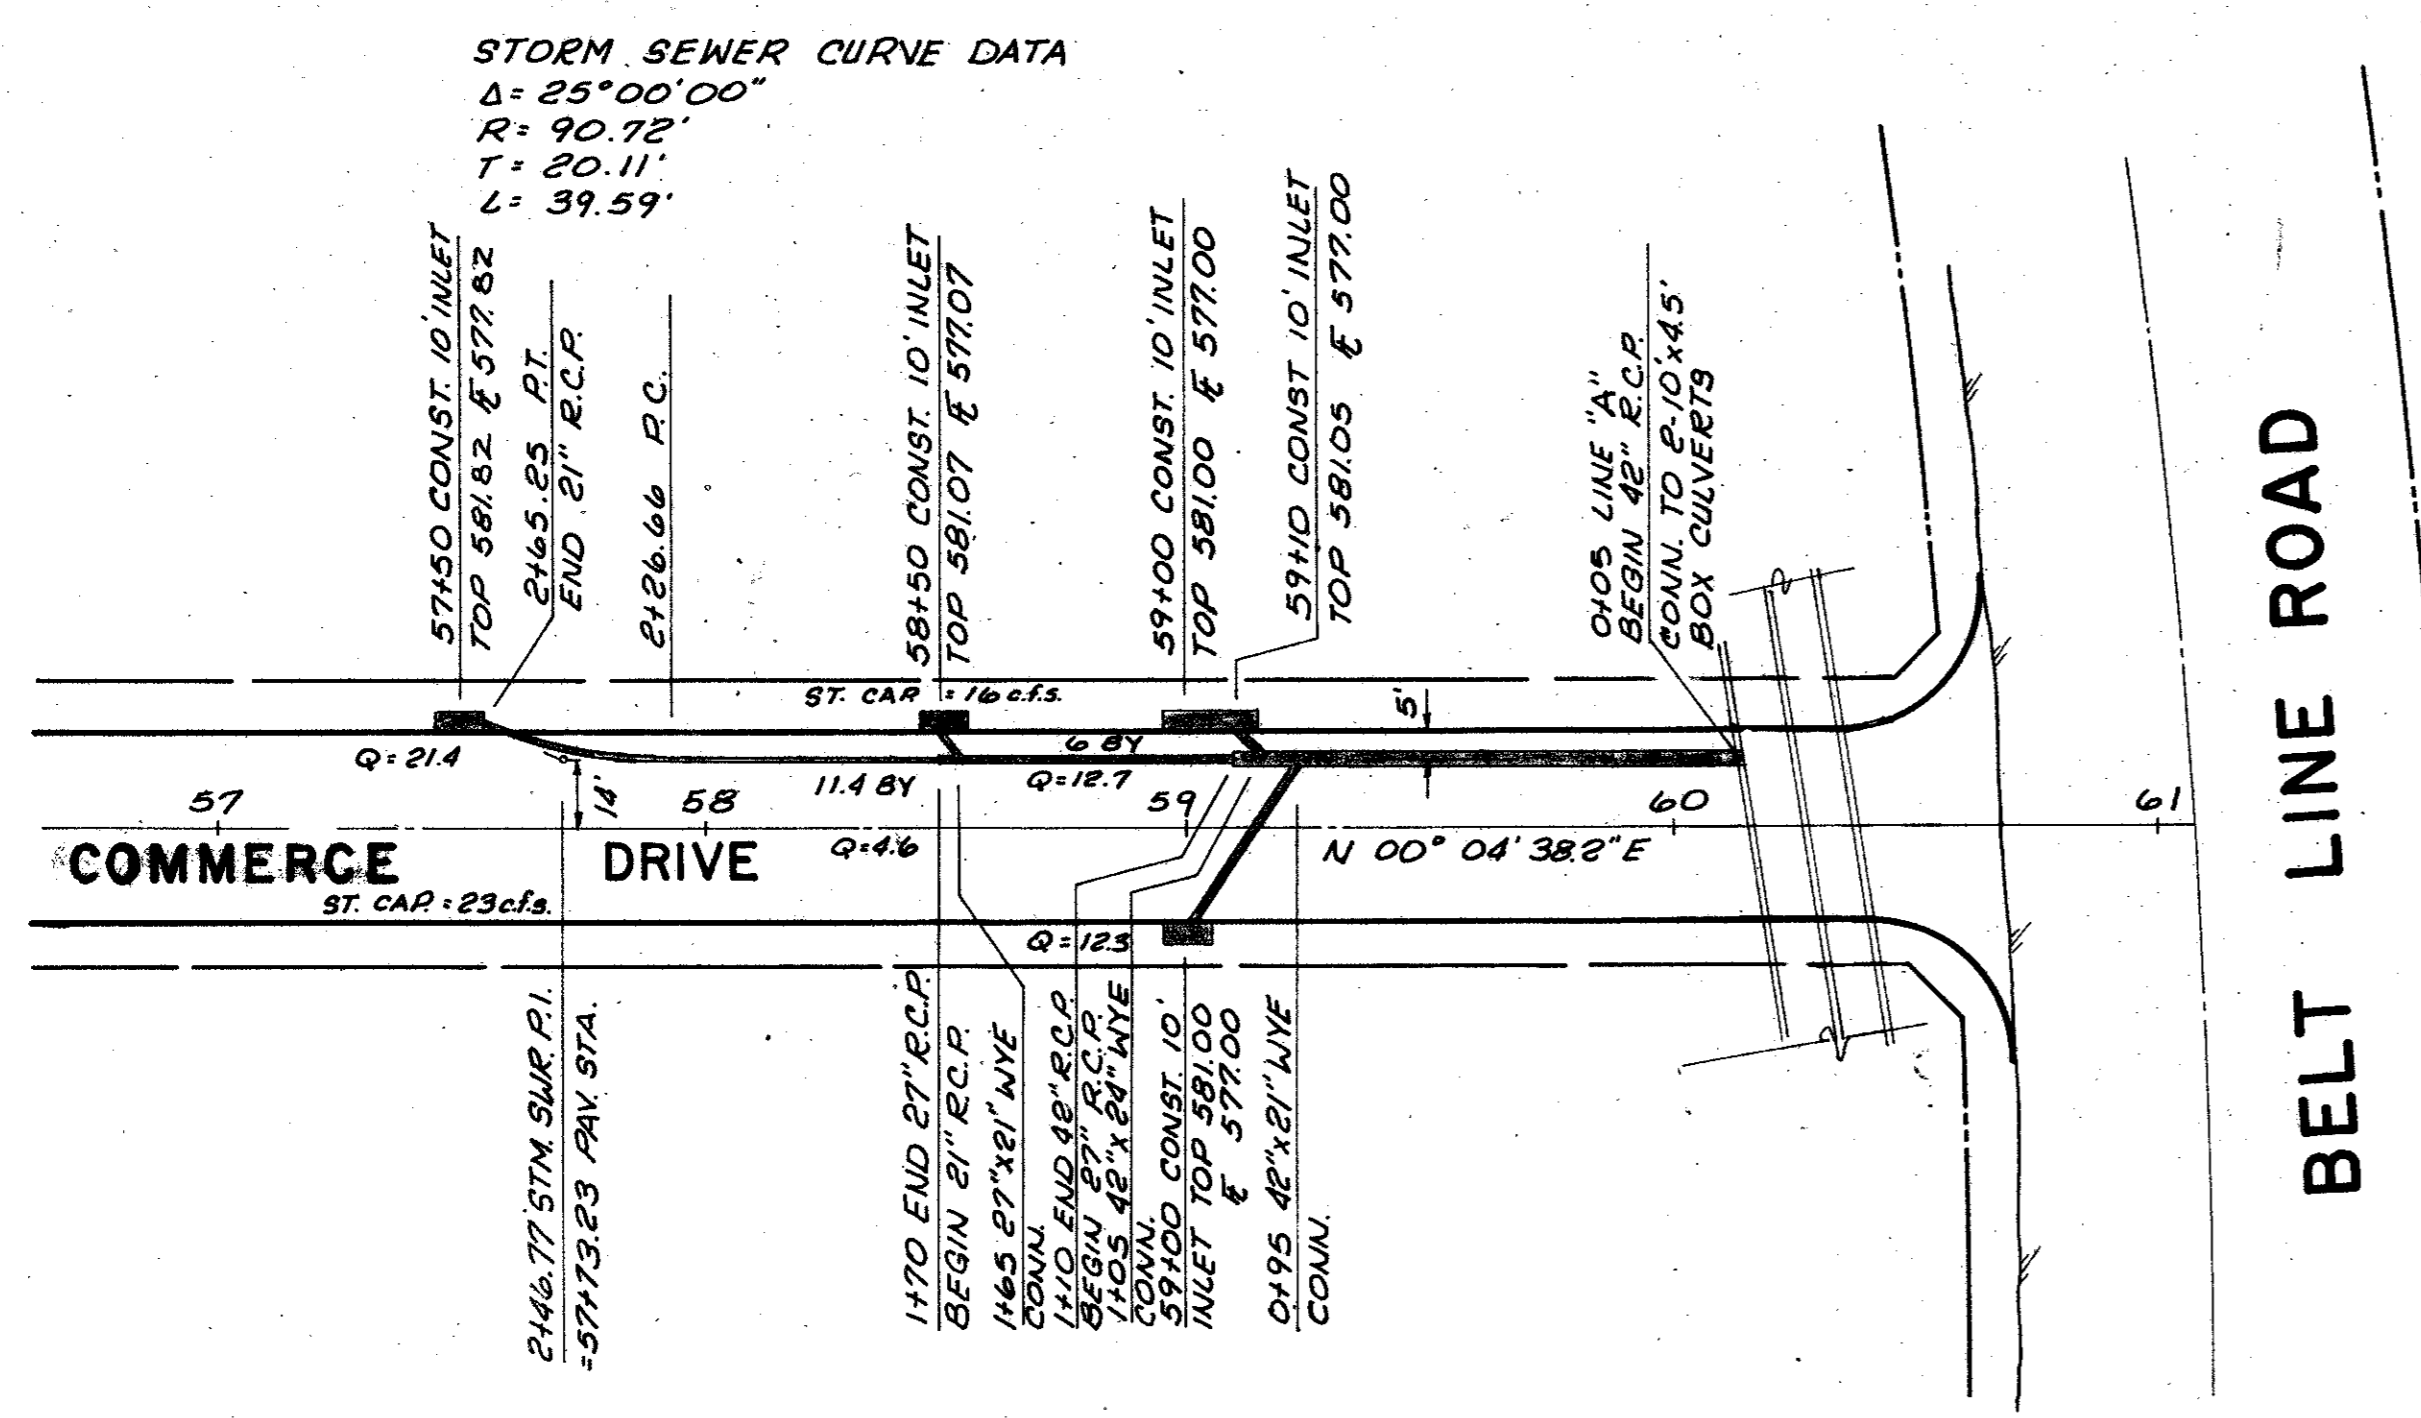 STORM SEWER CURVE DATA
Δ= 25°00'00"
R= 90.72'
T= 20.11'
L= 39.59'
57+50 CONST. 10' INLET
TOP 581.82 ℄ 577.82
2+65.25 P.T.
END 21" R.C.P.
2+26.66 P.C.
58+50 CONST. 10' INLET
TOP 581.07 ℄ 577.07
59+00 CONST. 10' INLET
TOP 581.00 ℄ 577.00
59+10 CONST 10' INLET
TOP 581.05 ℄ 577.00
0+05 LINE "A"
BEGIN 42" R.C.P.
CONN. TO 2-10'x4.5'
BOX CULVERTS
ST. CAP = 16 c.f.s.
5'
Q=21.4
6 BY
11.4 BY
Q=12.7
14'
57
58
59
60
61
COMMERCE DRIVE
Q=4.6
N 00° 04' 38.2" E
ST. CAP. = 23 c.f.s.
Q=12.3
2+46.77 STM. SWR. P.I.
=57+73.23 PAV. STA.
1+70 END 27" R.C.P.
BEGIN 21" R.C.P.
1+65 27"x21" WYE
CONN.
1+10 END 42" R.C.P.
BEGIN 27" R.C.P.
1+05 42"x24" WYE
CONN.
59+00 CONST. 10'
INLET TOP 581.00
℄ 577.00
0+95 42"x21" WYE
CONN.
BELT LINE ROAD